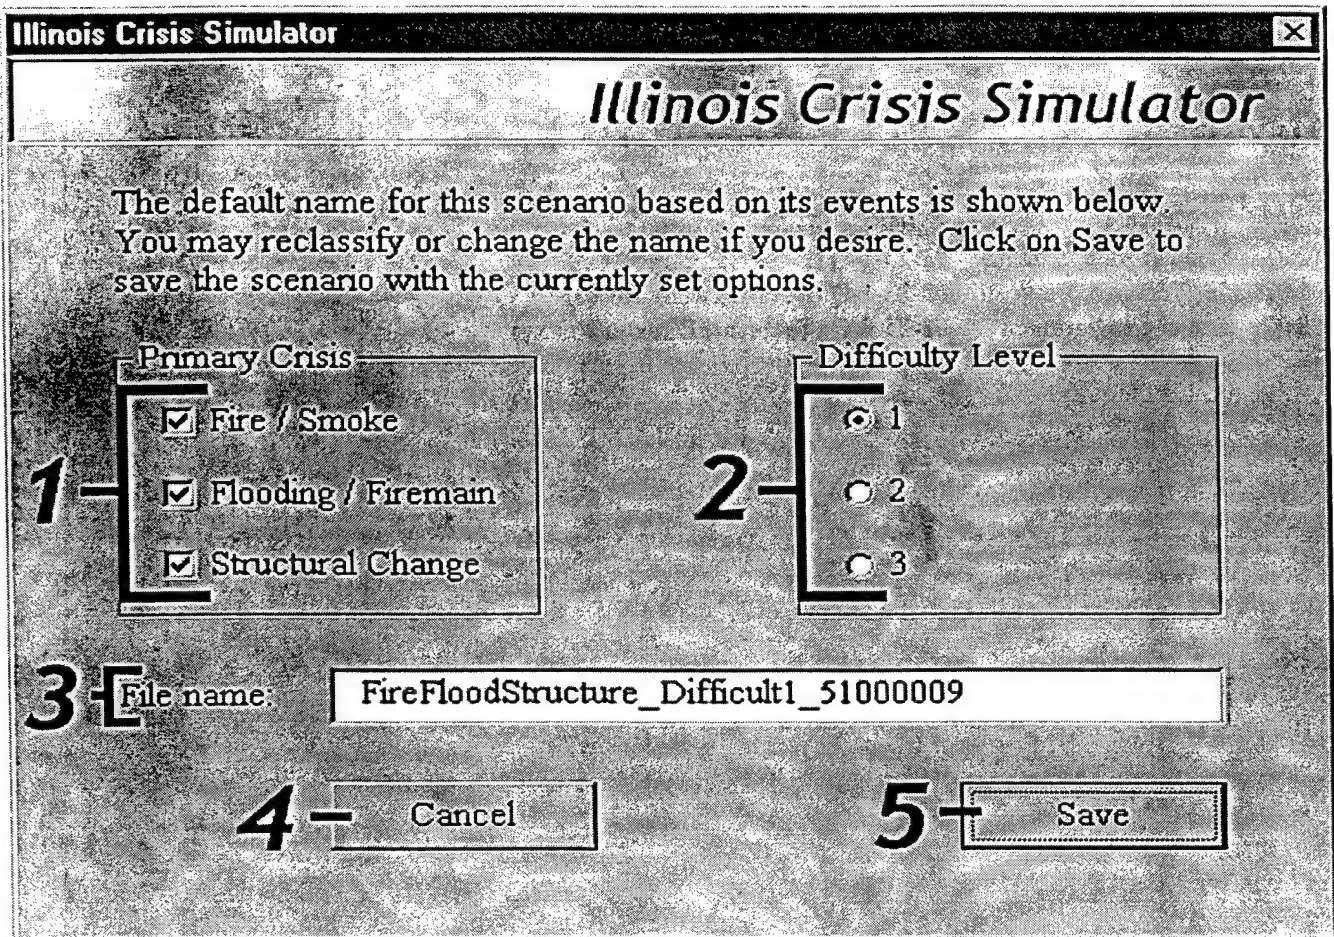 Illinois Crisis Simulator
Illinois Crisis Simulator
The default name for this scenario based on its events is shown below.
You may reclassify or change the name if you desire. Click on Save to
save the scenario with the currently set options.
Primary Crisis
Difficulty Level
1
Fire / Smoke
Flooding / Firemain
Structural Change
2
1
2
3
3
File name:
FireFloodStructure_Difficult1_51000009
4
Cancel
5
Save